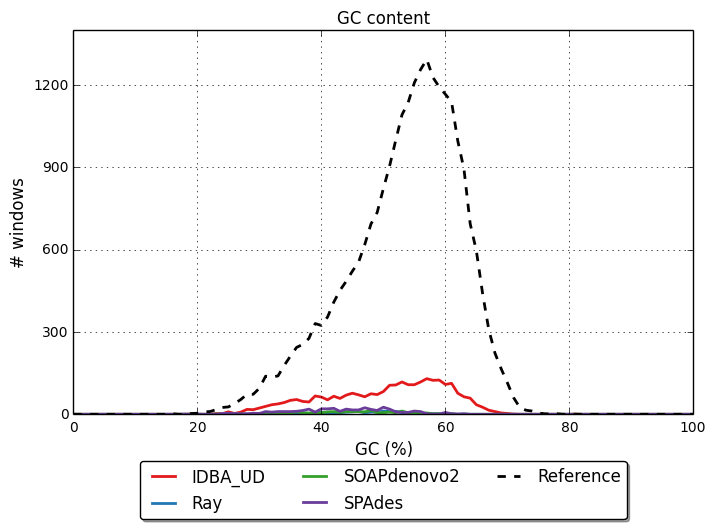 GC content
# windows
1200
900
600
300
0
0 20 40 60 80 100
GC (%)
IDBA_UD SOAPdenovo2 Reference
Ray SPAdes